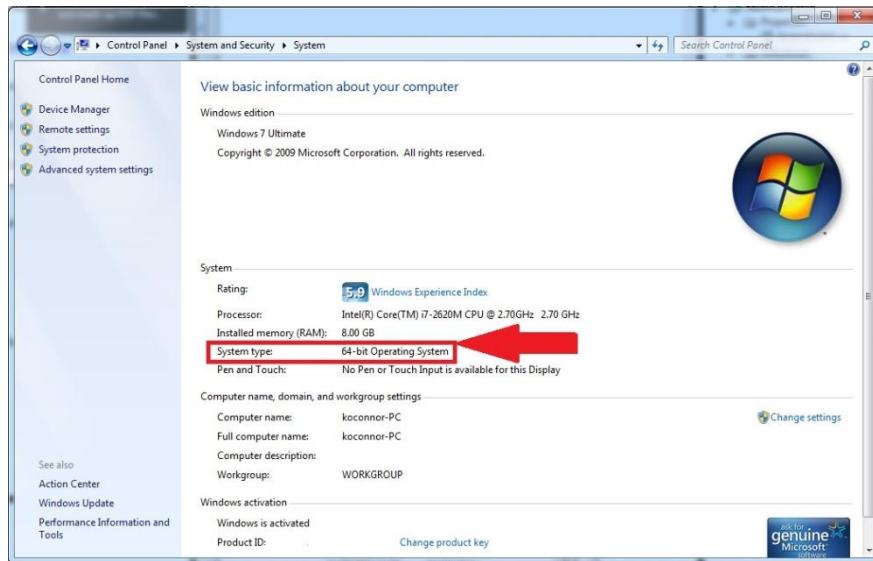 Control Panel ▸ System and Security ▸ System
Search Control Panel
Control Panel Home
Device Manager
Remote settings
System protection
Advanced system settings
See also
Action Center
Windows Update
Performance Information and
Tools
View basic information about your computer
Windows edition
Windows 7 Ultimate
Copyright © 2009 Microsoft Corporation. All rights reserved.
System
Rating: 5.9 Windows Experience Index
Processor: Intel(R) Core(TM) i7-2620M CPU @ 2.70GHz 2.70 GHz
Installed memory (RAM): 8.00 GB
System type: 64-bit Operating System
Pen and Touch: No Pen or Touch Input is available for this Display
Computer name, domain, and workgroup settings
Computer name: koconnor-PC
Change settings
Full computer name: koconnor-PC
Computer description:
Workgroup: WORKGROUP
Windows activation
Windows is activated
Product ID:
Change product key
ask for
genuine
Microsoft
software